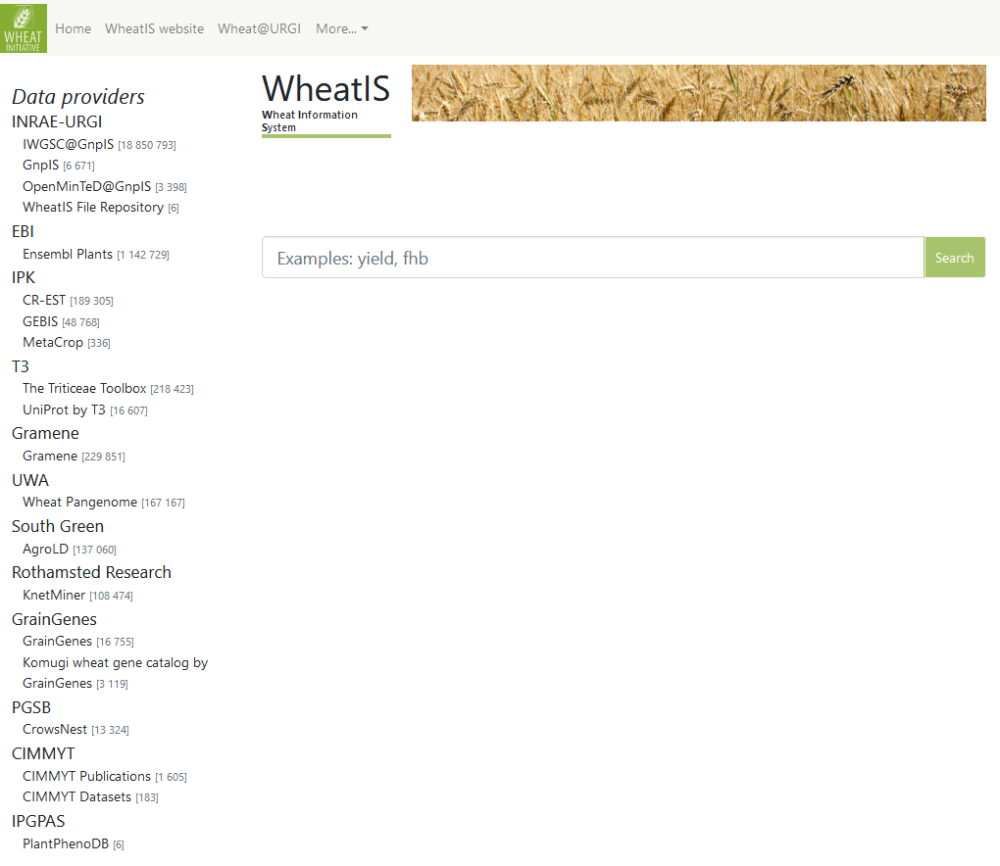 WHEAT
INITIATIVE
Home WheatIS website Wheat@URGI More...
Data providers
INRAE-URGI
IWGSC@GnpIS [18 850 793]
GnpIS [6 671]
OpenMinTeD@GnpIS [3 398]
WheatIS File Repository [6]
EBI
Ensembl Plants [1 142 729]
IPK
CR-EST [189 305]
GEBIS [48 768]
MetaCrop [336]
T3
The Triticeae Toolbox [218 423]
UniProt by T3 [16 607]
Gramene
Gramene [229 851]
UWA
Wheat Pangenome [167 167]
South Green
AgroLD [137 060]
Rothamsted Research
KnetMiner [108 474]
GrainGenes
GrainGenes [16 755]
Komugi wheat gene catalog by
GrainGenes [3 119]
PGSB
CrowsNest [13 324]
CIMMYT
CIMMYT Publications [1 605]
CIMMYT Datasets [183]
IPGPAS
PlantPhenoDB [6]
WheatIS
Wheat Information
System
Examples: yield, fhb
Search